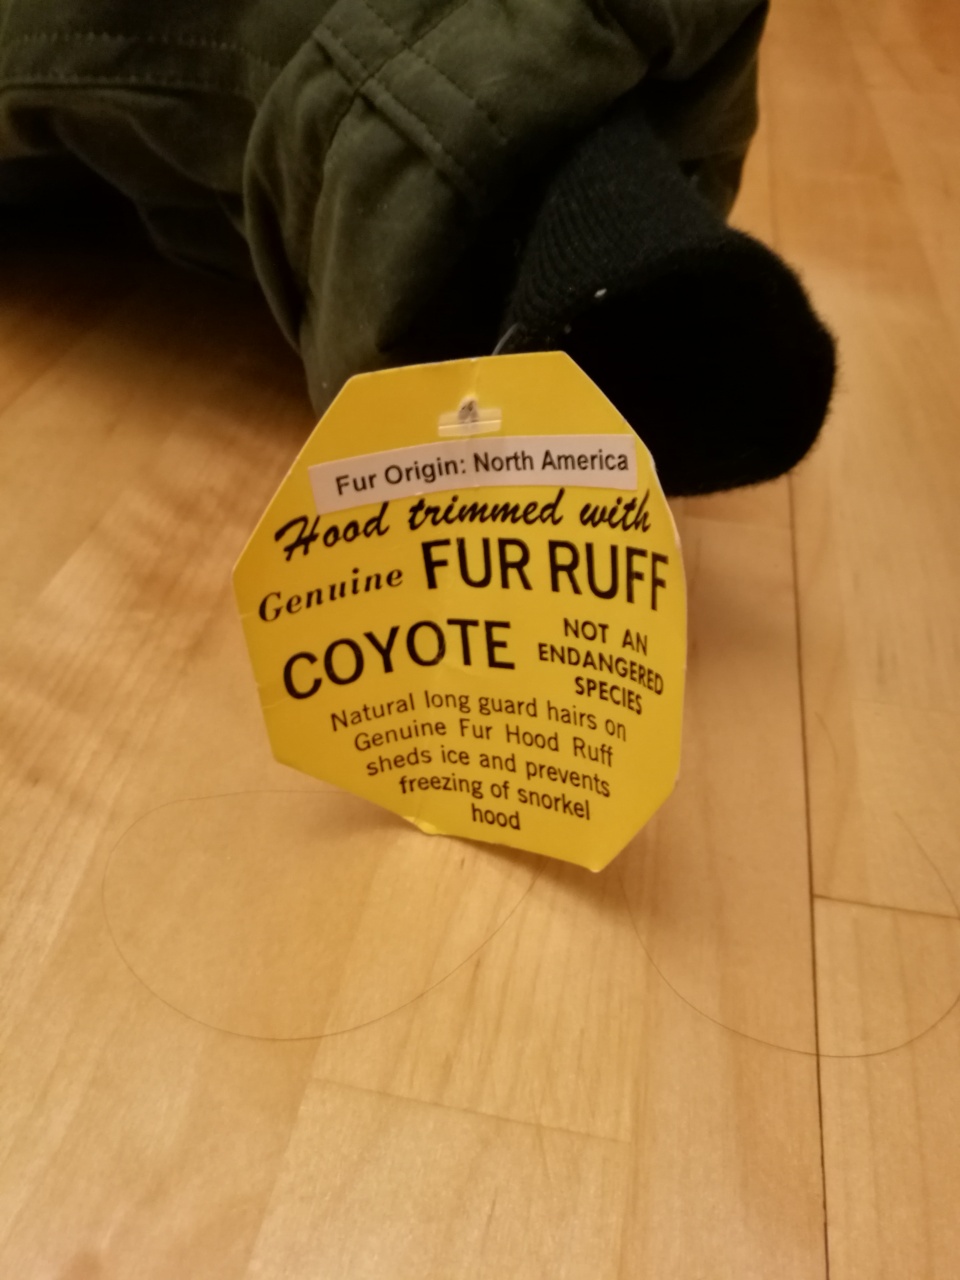 Fur Origin: North America
Hood trimmed with
Genuine FUR RUFF
COYOTE
NOT AN
ENDANGERED
SPECIES
Natural long guard hairs on
Genuine Fur Hood Ruff
sheds ice and prevents
freezing of snorkel
hood